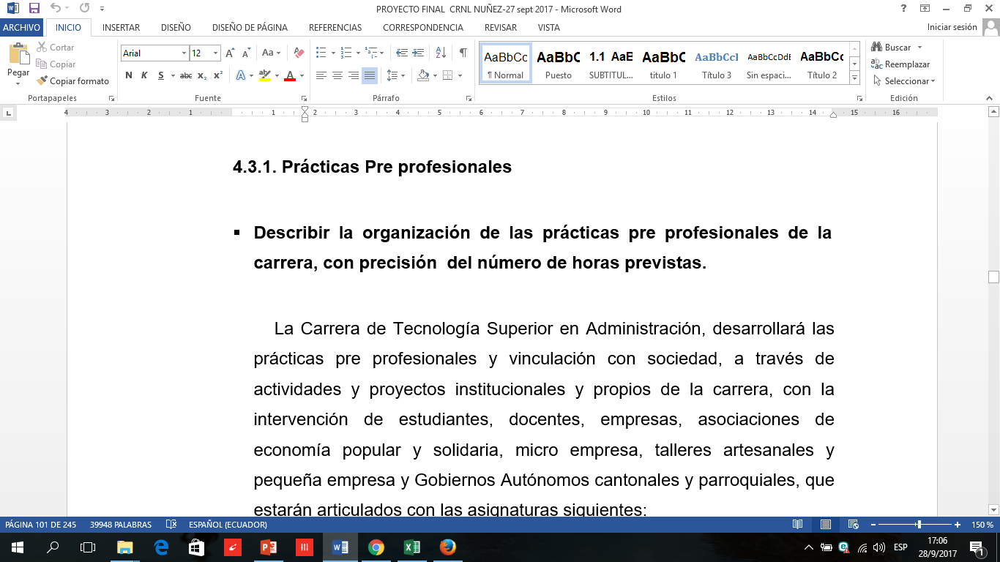 PROYECTO FINAL  CRNL NUÑEZ-27 sept 2017 - Microsoft Word
ARCHIVO INICIO INSERTAR DISEÑO DISEÑO DE PÁGINA REFERENCIAS CORRESPONDENCIA REVISAR VISTA Iniciar sesión
Pegar
Cortar
Copiar
Copiar formato
Portapapeles
Arial 12
N K S abc x₂ x²
Fuente
Párrafo
AaBbCc AaBbC 1.1 AaB AaBbC AaBbCcI AaBbCcDdE AaBbCc
¶ Normal Puesto SUBTITUL... titulo 1 Título 3 Sin espaci... Título 2
Estilos
Buscar
Reemplazar
Seleccionar
Edición
4 3 2 1 1 2 3 4 5 6 7 8 9 10 11 12 13 14 15 16
4.3.1. Prácticas Pre profesionales
▪ Describir la organización de las prácticas pre profesionales de la
carrera, con precisión  del número de horas previstas.
La Carrera de Tecnología Superior en Administración, desarrollará las
prácticas pre profesionales y vinculación con sociedad, a través de
actividades y proyectos institucionales y propios de la carrera, con la
intervención de estudiantes, docentes, empresas, asociaciones de
economía popular y solidaria, micro empresa, talleres artesanales y
pequeña empresa y Gobiernos Autónomos cantonales y parroquiales, que
estarán articulados con las asignaturas siguientes:
PÁGINA 101 DE 245 39948 PALABRAS ESPAÑOL (ECUADOR) 150 %
ESP
17:06
28/9/2017
1